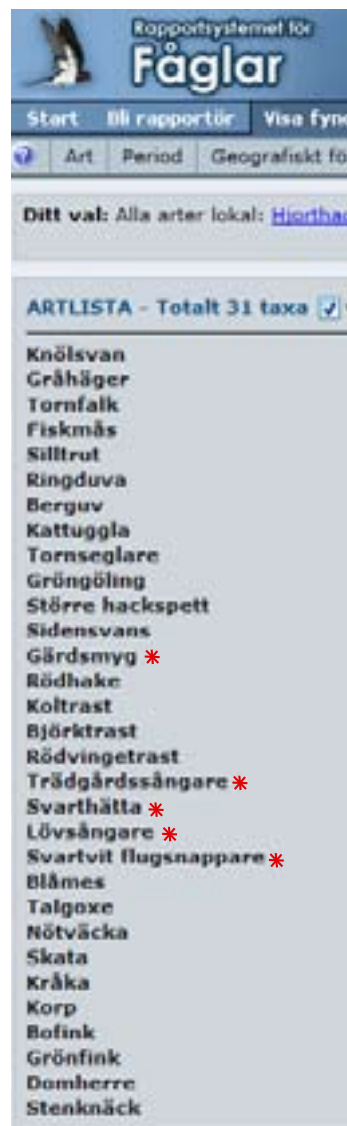 Rapportsystemet för
Fåglar
Start Bli rapportör Visa fyn
Art Period Geografiskt fö
Ditt val: Alla arter lokal: Hjorthag
ARTLISTA - Totalt 31 taxa
Knölsvan
Gråhäger
Tornfalk
Fiskmås
Silltrut
Ringduva
Berguv
Kattuggla
Tornseglare
Gröngöling
Större hackspett
Sidensvans
Gärdsmyg *
Rödhake
Koltrast
Björktrast
Rödvingetrast
Trädgårdssångare *
Svarthätta *
Lövsångare *
Svartvit flugsnappare *
Blåmes
Talgoxe
Nötväcka
Skata
Kråka
Korp
Bofink
Grönfink
Domherre
Stenknäck